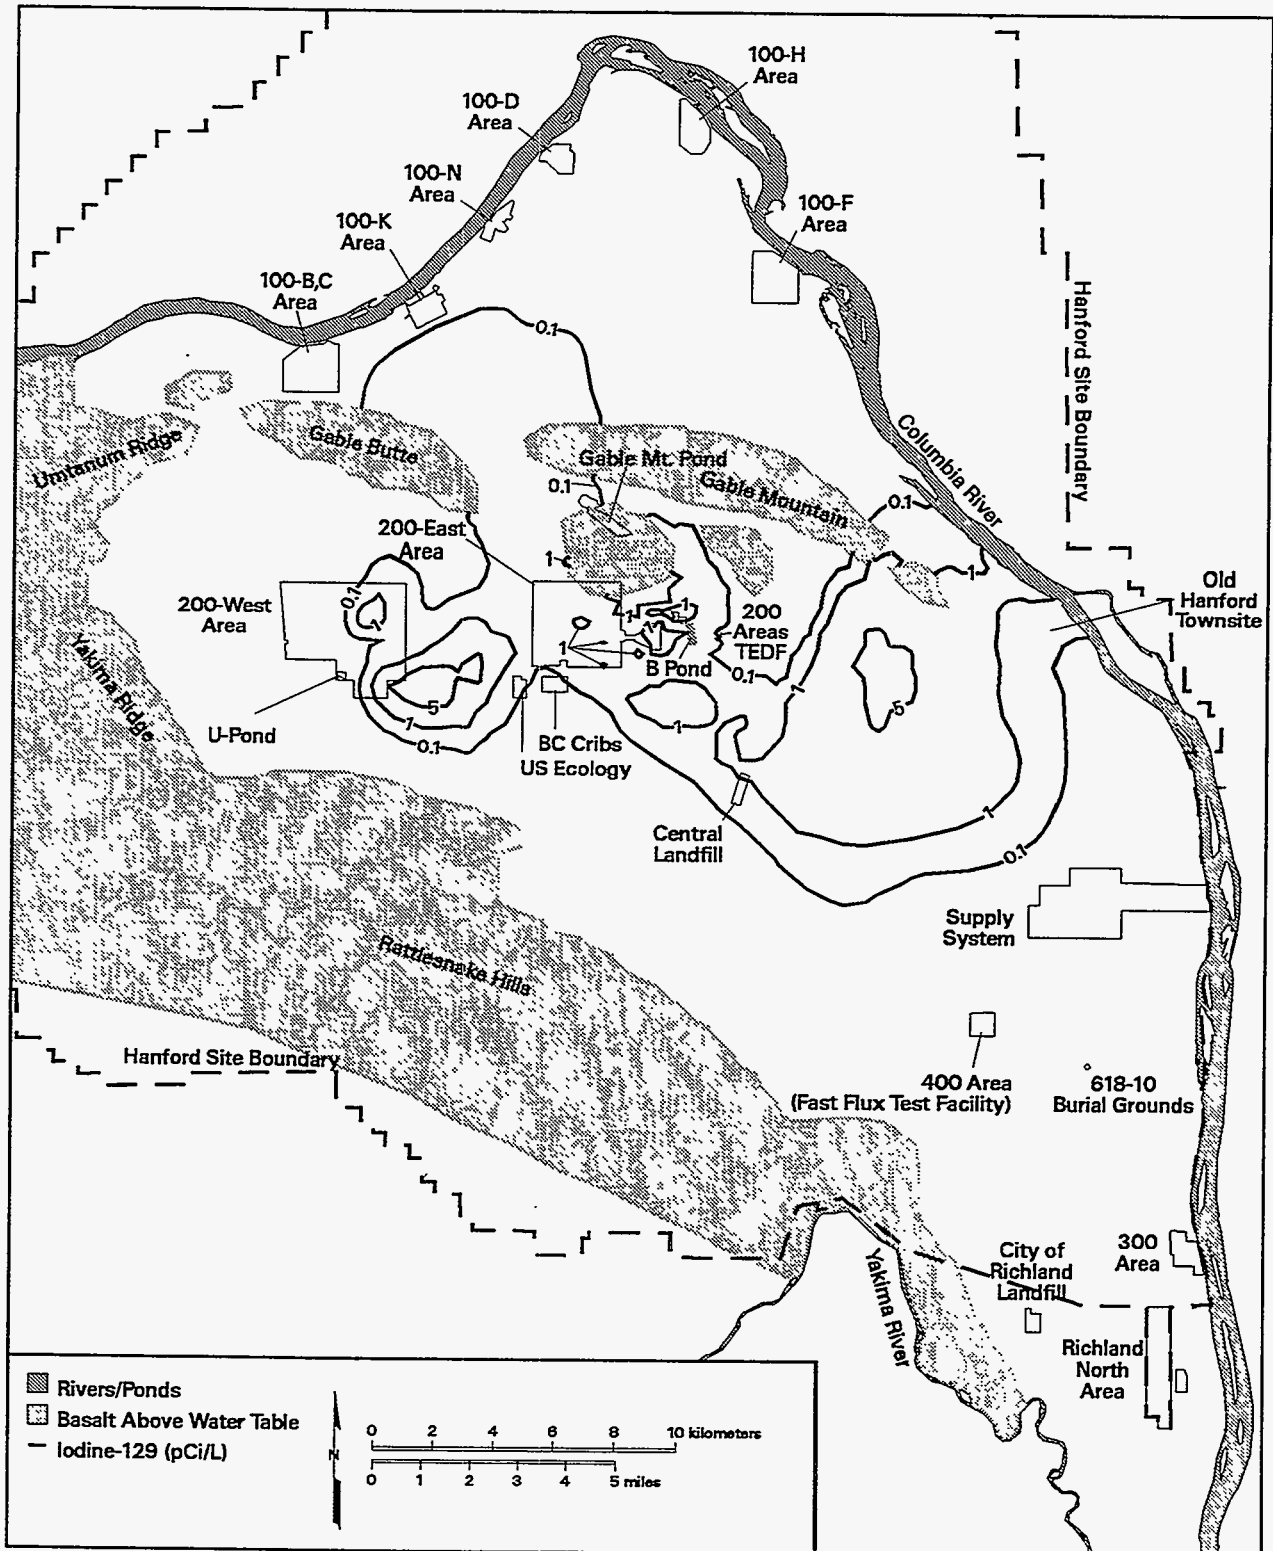 100-H
Area
100-D
Area
100-N
Area
100-F
Area
100-K
Area
100-B,C
Area
Hanford Site Boundary
0.1
Umtanum Ridge
Gable Butte
Columbia River
Gable Mt. Pond
Gable Mountain
0.1
0.1
200-East
Area
1
1
Old
Hanford
Townsite
200-West
Area
0.1
1
1
1
200
Areas
TEDF
1
1
B Pond
0.1
1
Yakima Ridge
5
5
1
1
0.1
U-Pond
BC Cribs
US Ecology
Central
Landfill
1
0.1
Supply
System
Rattlesnake Hills
Hanford Site Boundary
400 Area
(Fast Flux Test Facility)
618-10
Burial Grounds
Yakima River
City of
Richland
Landfill
300
Area
Richland
North
Area
Rivers/Ponds
Basalt Above Water Table
Iodine-129 (pCi/L)
N
0 2 4 6 8 10 kilometers
0 1 2 3 4 5 miles